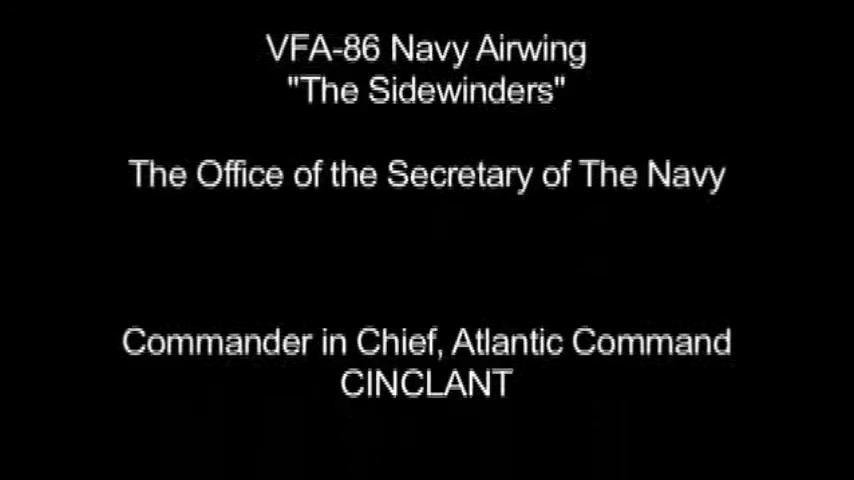 VFA-86 Navy Airwing
"The Sidewinders"
The Office of the Secretary of The Navy
Commander in Chief, Atlantic Command
CINCLANT